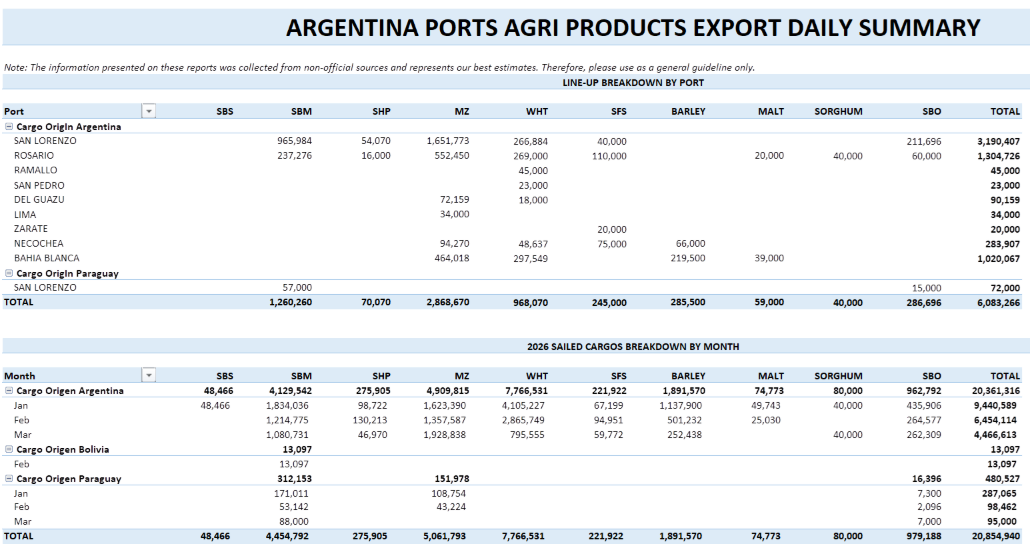 ARGENTINA PORTS AGRI PRODUCTS EXPORT DAILY SUMMARY
Note: The information presented on these reports was collected from non-official sources and represents our best estimates. Therefore, please use as a general guideline only.
LINE-UP BREAKDOWN BY PORT
Port SBS SBM SHP MZ WHT SFS BARLEY MALT SORGHUM SBO TOTAL
Cargo Origin Argentina
SAN LORENZO 965,984 54,070 1,651,773 266,884 40,000 211,696 3,190,407
ROSARIO 237,276 16,000 552,450 269,000 110,000 20,000 40,000 60,000 1,304,726
RAMALLO 45,000 45,000
SAN PEDRO 23,000 23,000
DEL GUAZU 72,159 18,000 90,159
LIMA 34,000 34,000
ZARATE 20,000 20,000
NECOCHEA 94,270 48,637 75,000 66,000 283,907
BAHIA BLANCA 464,018 297,549 219,500 39,000 1,020,067
Cargo Origin Paraguay
SAN LORENZO 57,000 15,000 72,000
TOTAL 1,260,260 70,070 2,868,670 968,070 245,000 285,500 59,000 40,000 286,696 6,083,266
2026 SAILED CARGOS BREAKDOWN BY MONTH
Month SBS SBM SHP MZ WHT SFS BARLEY MALT SORGHUM SBO TOTAL
Cargo Origen Argentina 48,466 4,129,542 275,905 4,909,815 7,766,531 221,922 1,891,570 74,773 80,000 962,792 20,361,316
Jan 48,466 1,834,036 98,722 1,623,390 4,105,227 67,199 1,137,900 49,743 40,000 435,906 9,440,589
Feb 1,214,775 130,213 1,357,587 2,865,749 94,951 501,232 25,030 264,577 6,454,114
Mar 1,080,731 46,970 1,928,838 795,555 59,772 252,438 40,000 262,309 4,466,613
Cargo Origen Bolivia 13,097 13,097
Feb 13,097 13,097
Cargo Origen Paraguay 312,153 151,978 16,396 480,527
Jan 171,011 108,754 7,300 287,065
Feb 53,142 43,224 2,096 98,462
Mar 88,000 7,000 95,000
TOTAL 48,466 4,454,792 275,905 5,061,793 7,766,531 221,922 1,891,570 74,773 80,000 979,188 20,854,940